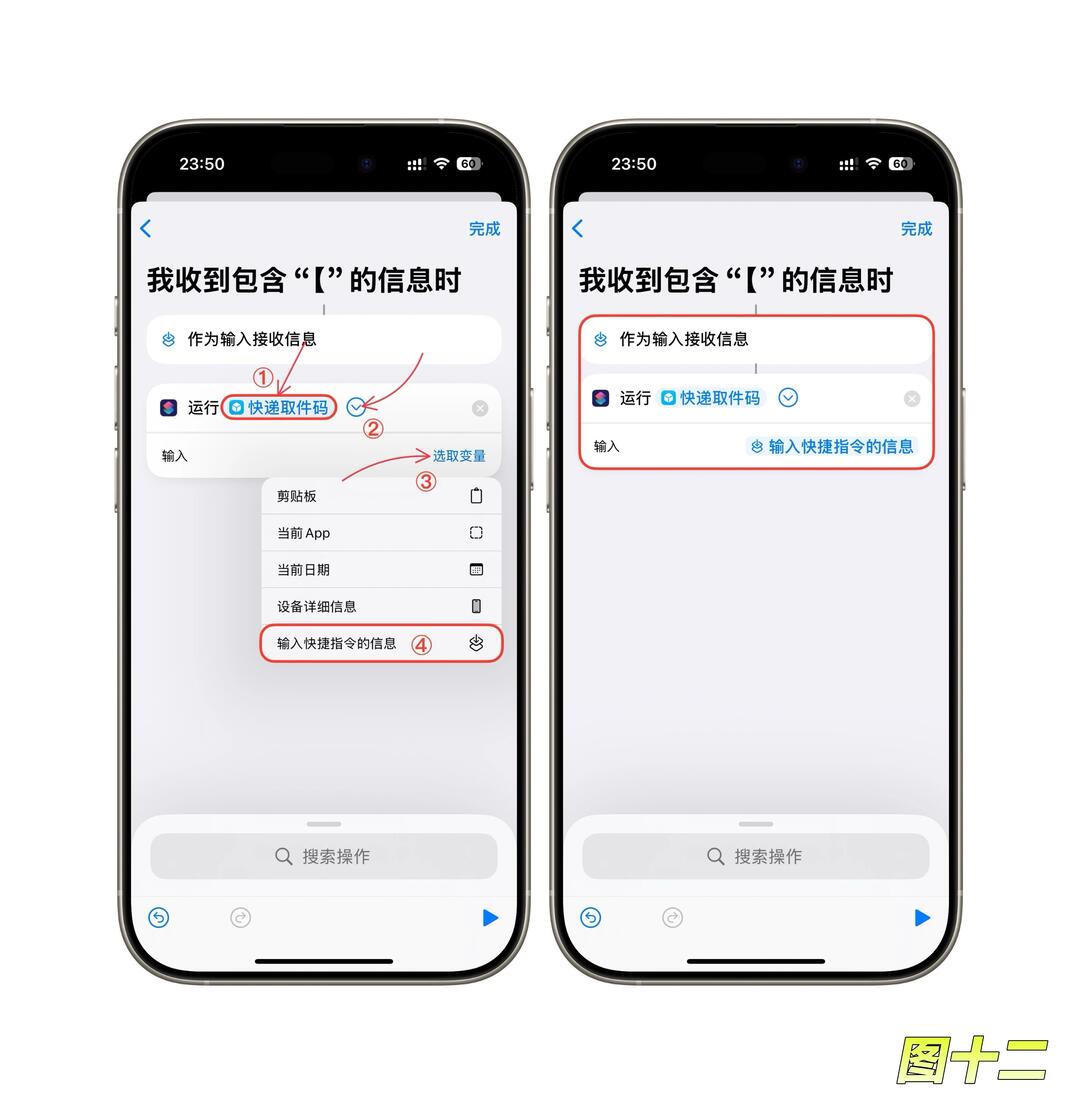 23:50
60
完成
我收到包含“【”的信息时
作为输入接收信息
①
运行 快递取件码
②
输入 选取变量
③
剪贴板
当前 App
当前日期
设备详细信息
输入快捷指令的信息 ④
搜索操作
23:50
60
完成
我收到包含“【”的信息时
作为输入接收信息
运行 快递取件码
输入 输入快捷指令的信息
搜索操作
图十二